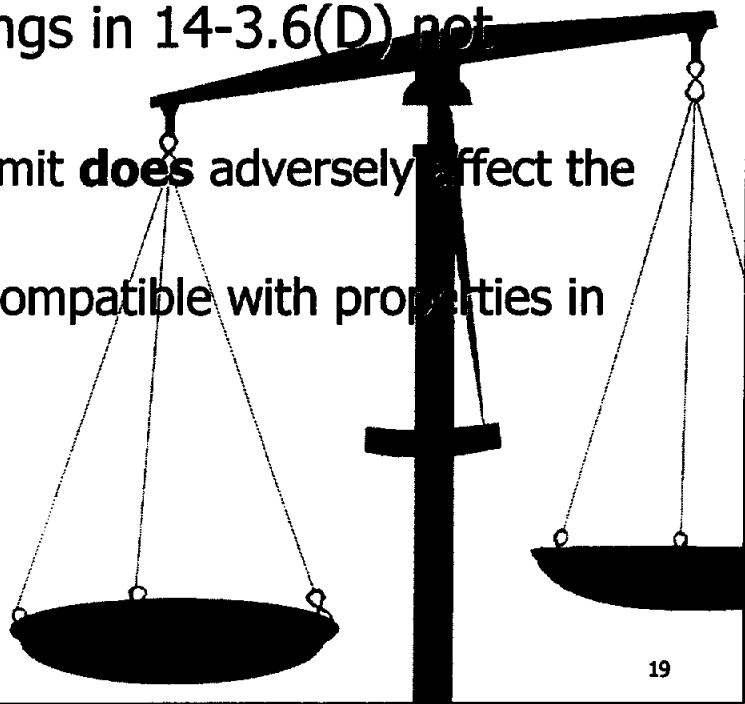 ngs in 14-3.6(D) not
mit does adversely affect the
ompatible with properties in
19